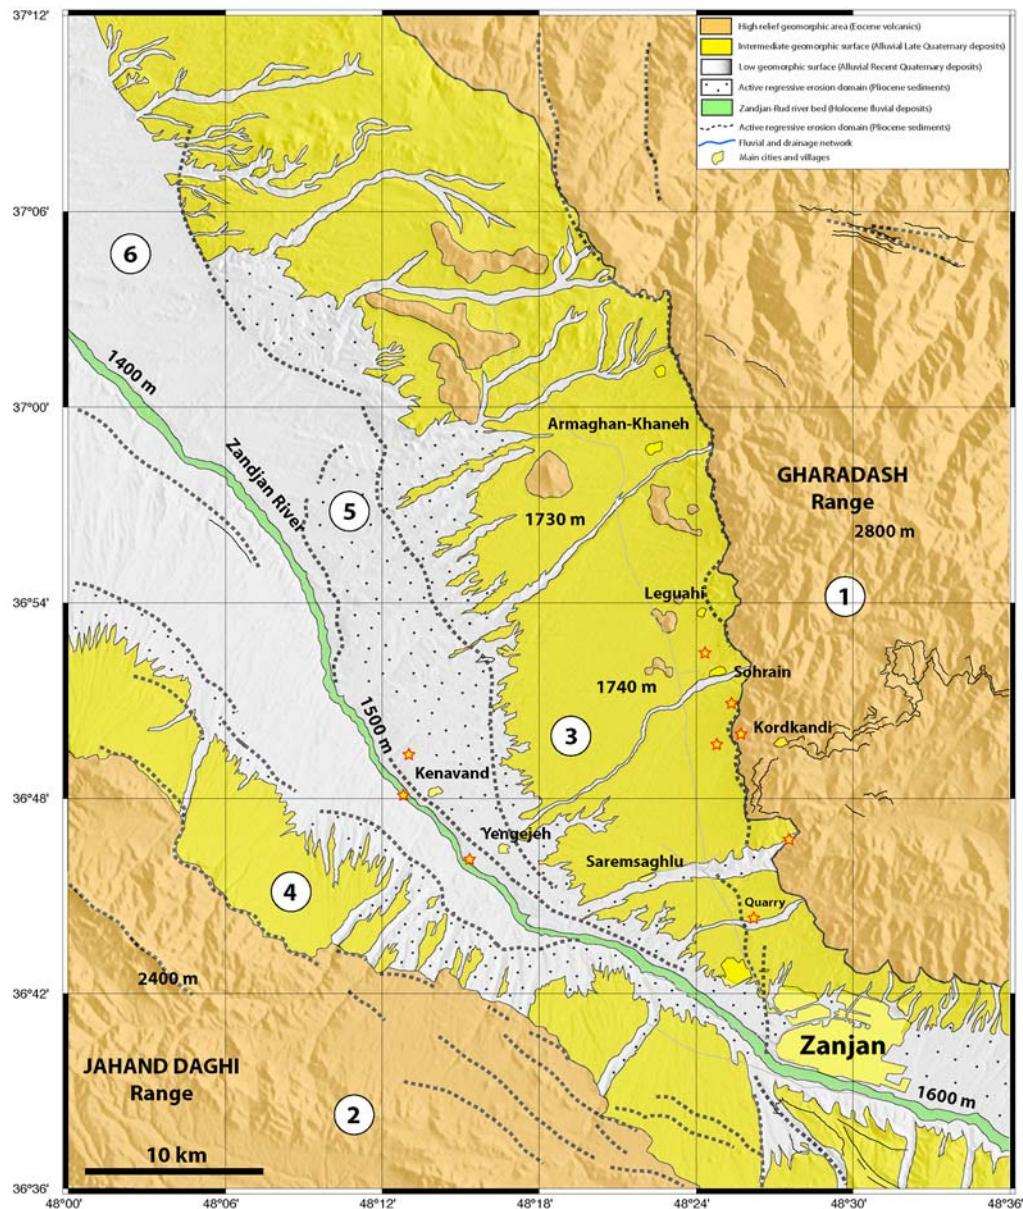 37°12'
High relief geomorphic area (Eocene volcanics)
Intermediate geomorphic surface (Alluvial Late Quaternary deposits)
Low geomorphic surface (Alluvial Recent Quaternary deposits)
Active regressive erosion domain (Pliocene sediments)
Zandjan-Rud river bed (Holocene fluvial deposits)
Active regressive erosion domain (Pliocene sediments)
Fluvial and drainage network
Main cities and villages
37°06'
6
1400 m
37°00'
Armaghan-Khaneh
Zandjan River
GHARADASH
Range
2800 m
5
1730 m
36°54'
Leguahi
1
Sohrain
1740 m
1500 m
3
Kordkandi
Kenavand
36°48'
Yengejeh
Saremsaghlu
4
Quarry
2400 m
36°42'
Zanjan
JAHAND DAGHI
Range
1600 m
2
10 km
36°36'
48°00'
48°06'
48°12'
48°18'
48°24'
48°30'
48°36'